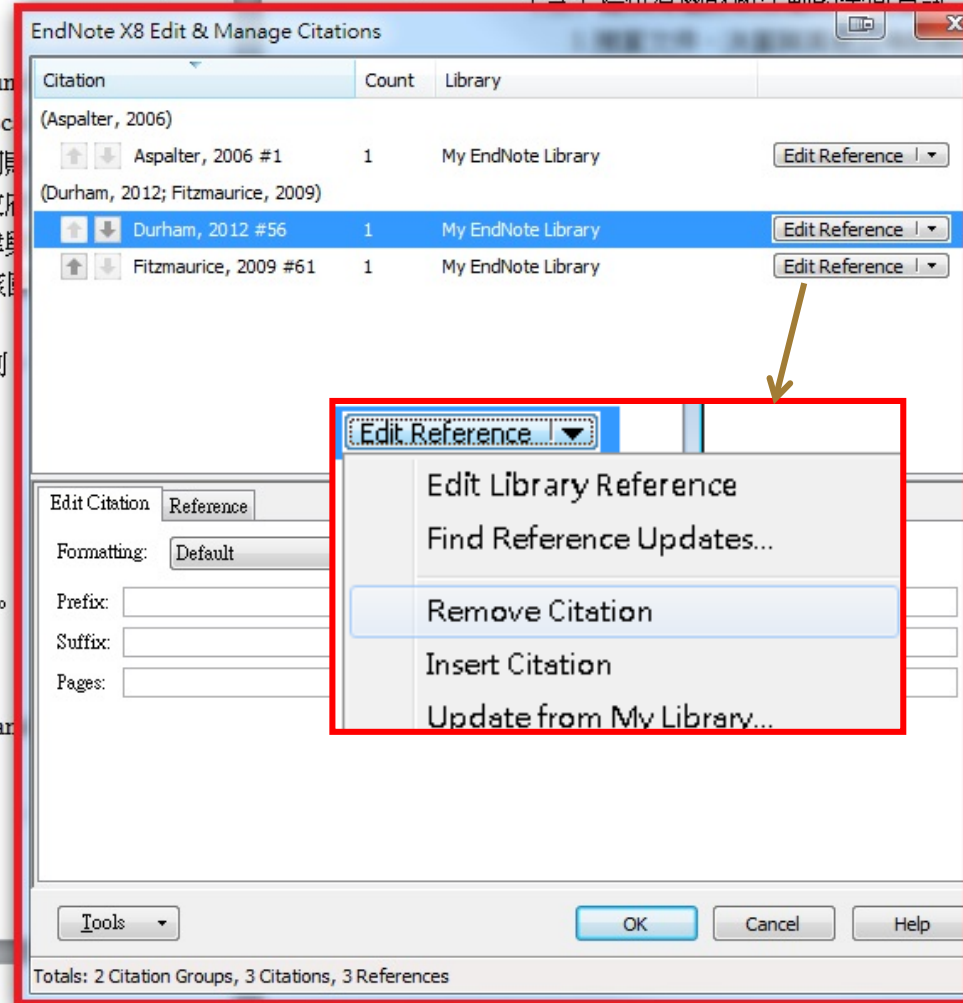 EndNote X8 Edit & Manage Citations
Citation Count Library
(Aspalter, 2006)
Aspalter, 2006 #1 1 My EndNote Library Edit Reference
(Durham, 2012; Fitzmaurice, 2009)
Durham, 2012 #56 1 My EndNote Library Edit Reference
Fitzmaurice, 2009 #61 1 My EndNote Library Edit Reference
Edit Reference
Edit Library Reference
Find Reference Updates...
Remove Citation
Insert Citation
Update from My Library...
Edit Citation Reference
Formatting: Default
Prefix:
Suffix:
Pages:
Tools OK Cancel Help
Totals: 2 Citation Groups, 3 Citations, 3 References